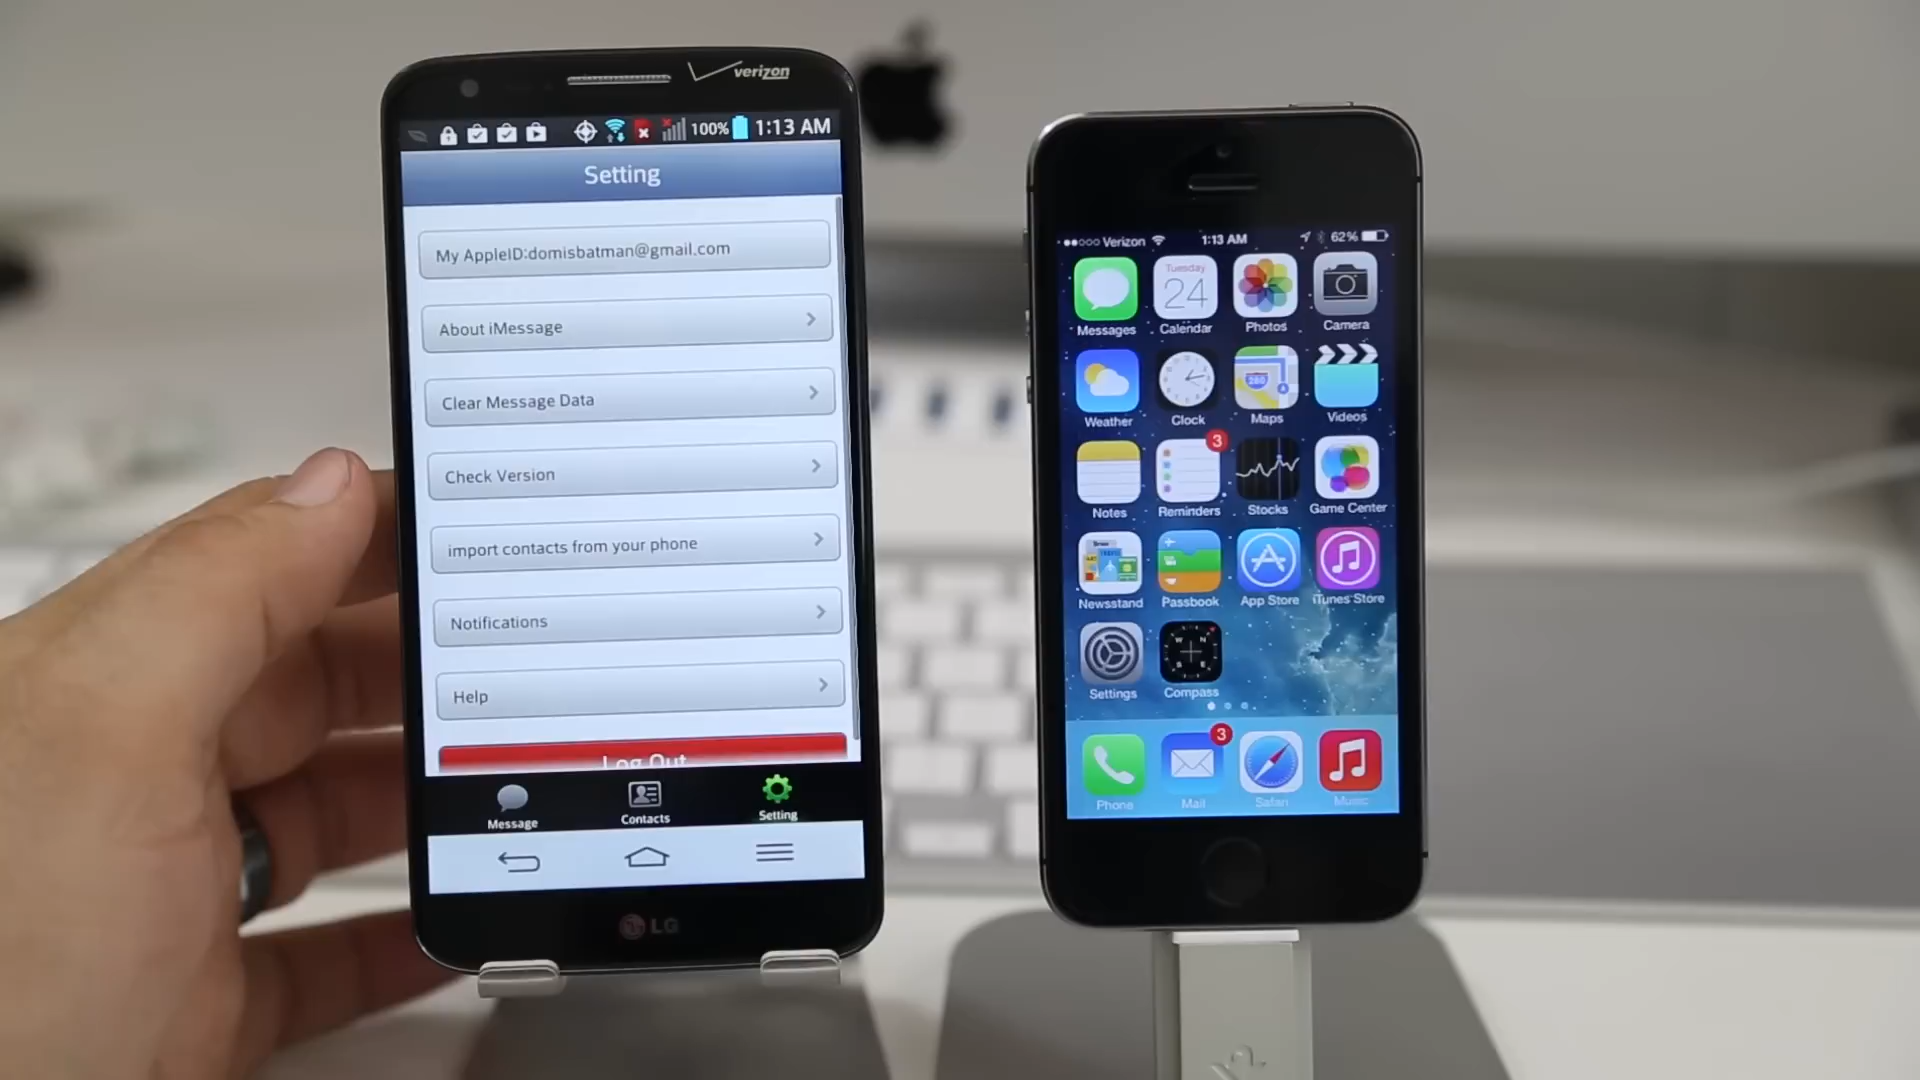 verizon
100% 1:13 AM
Setting
My AppleID:domisbatman@gmail.com
About iMessage
Clear Message Data
Check Version
import contacts from your phone
Notifications
Help
Log Out
Message Contacts Setting
LG
Verizon 1:13 AM 62%
Tuesday
24
Messages Calendar Photos Camera
280
Weather Clock Maps Videos
3
Notes Reminders Stocks Game Center
Newsstand Passbook App Store iTunes Store
N
W E
S
Settings Compass
3
Phone Mail Safari Music